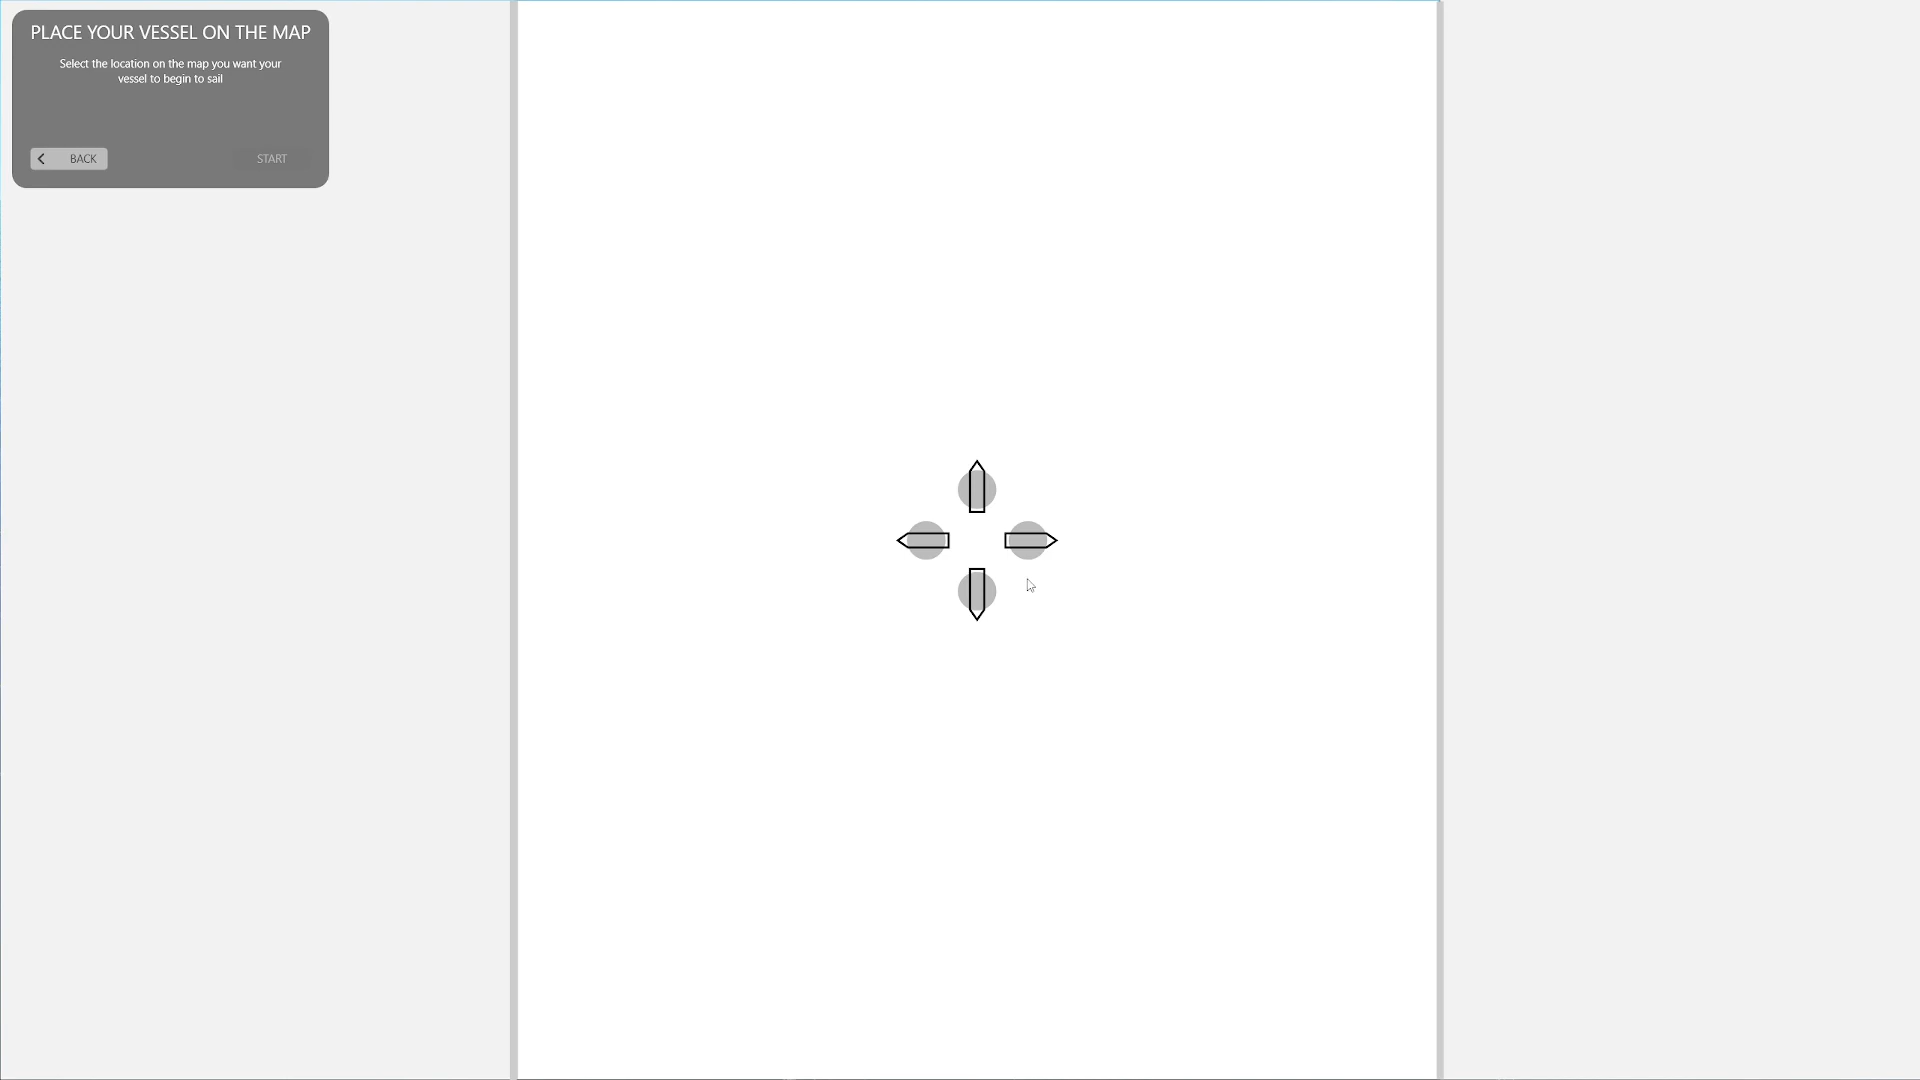 PLACE YOUR VESSEL ON THE MAP
Select the location on the map you want your
vessel to begin to sail
BACK
START